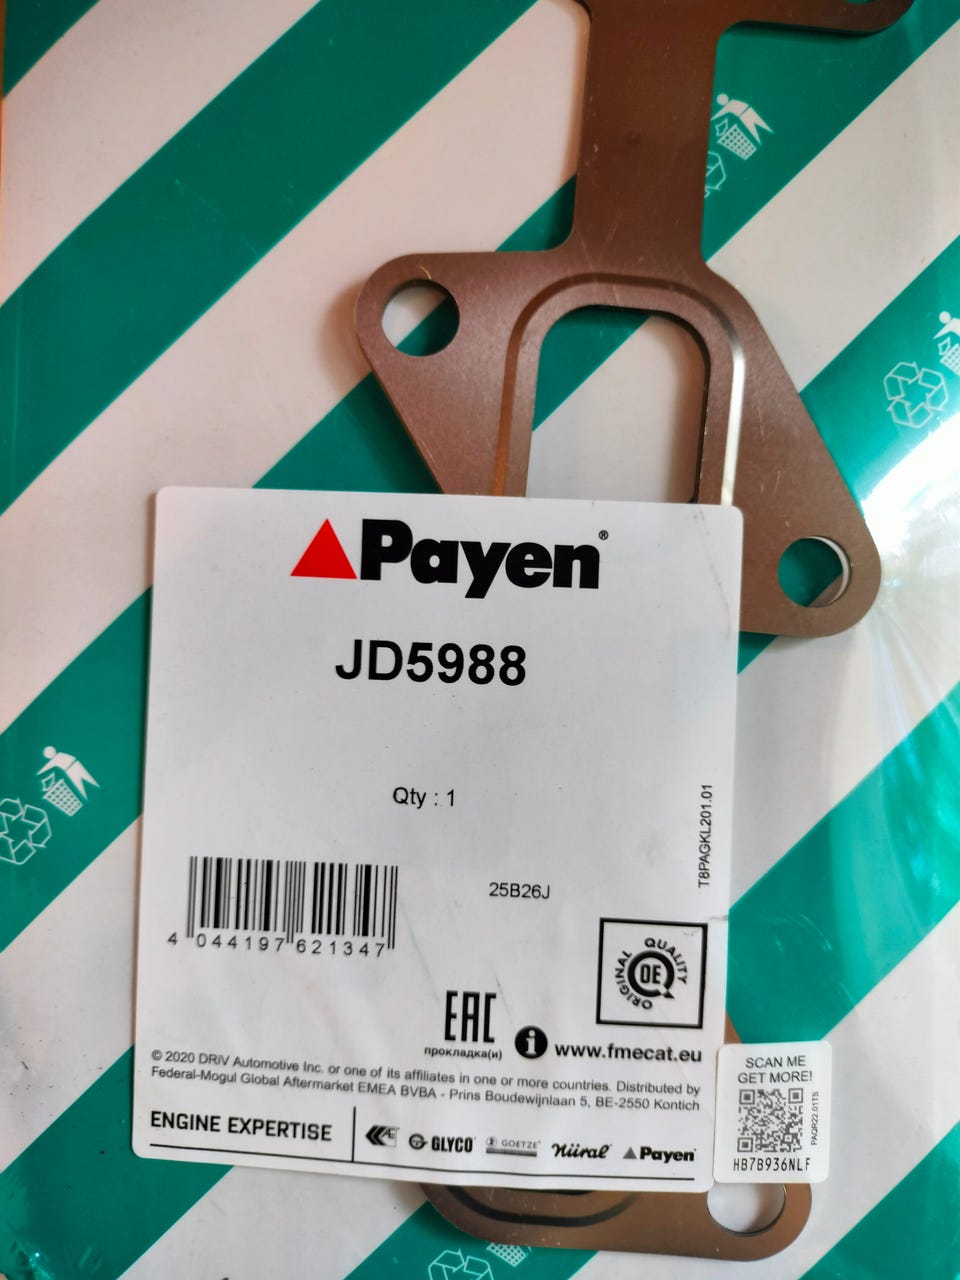 Payen®
JD5988
Qty : 1
T8PAGKL201.01
25B26J
4 044197 621347
ORIGINAL QUALITY
OE
EAC
прокладка(и)
i www.fmecat.eu
© 2020 DRiV Automotive Inc. or one of its affiliates in one or more countries. Distributed by
Federal-Mogul Global Aftermarket EMEA BVBA - Prins Boudewijnlaan 5, BE-2550 Kontich
ENGINE EXPERTISE
AE GLYCO GOETZE Nüral Payen
SCAN ME
GET MORE!
PAQR22.01TS
HB7B936NLF